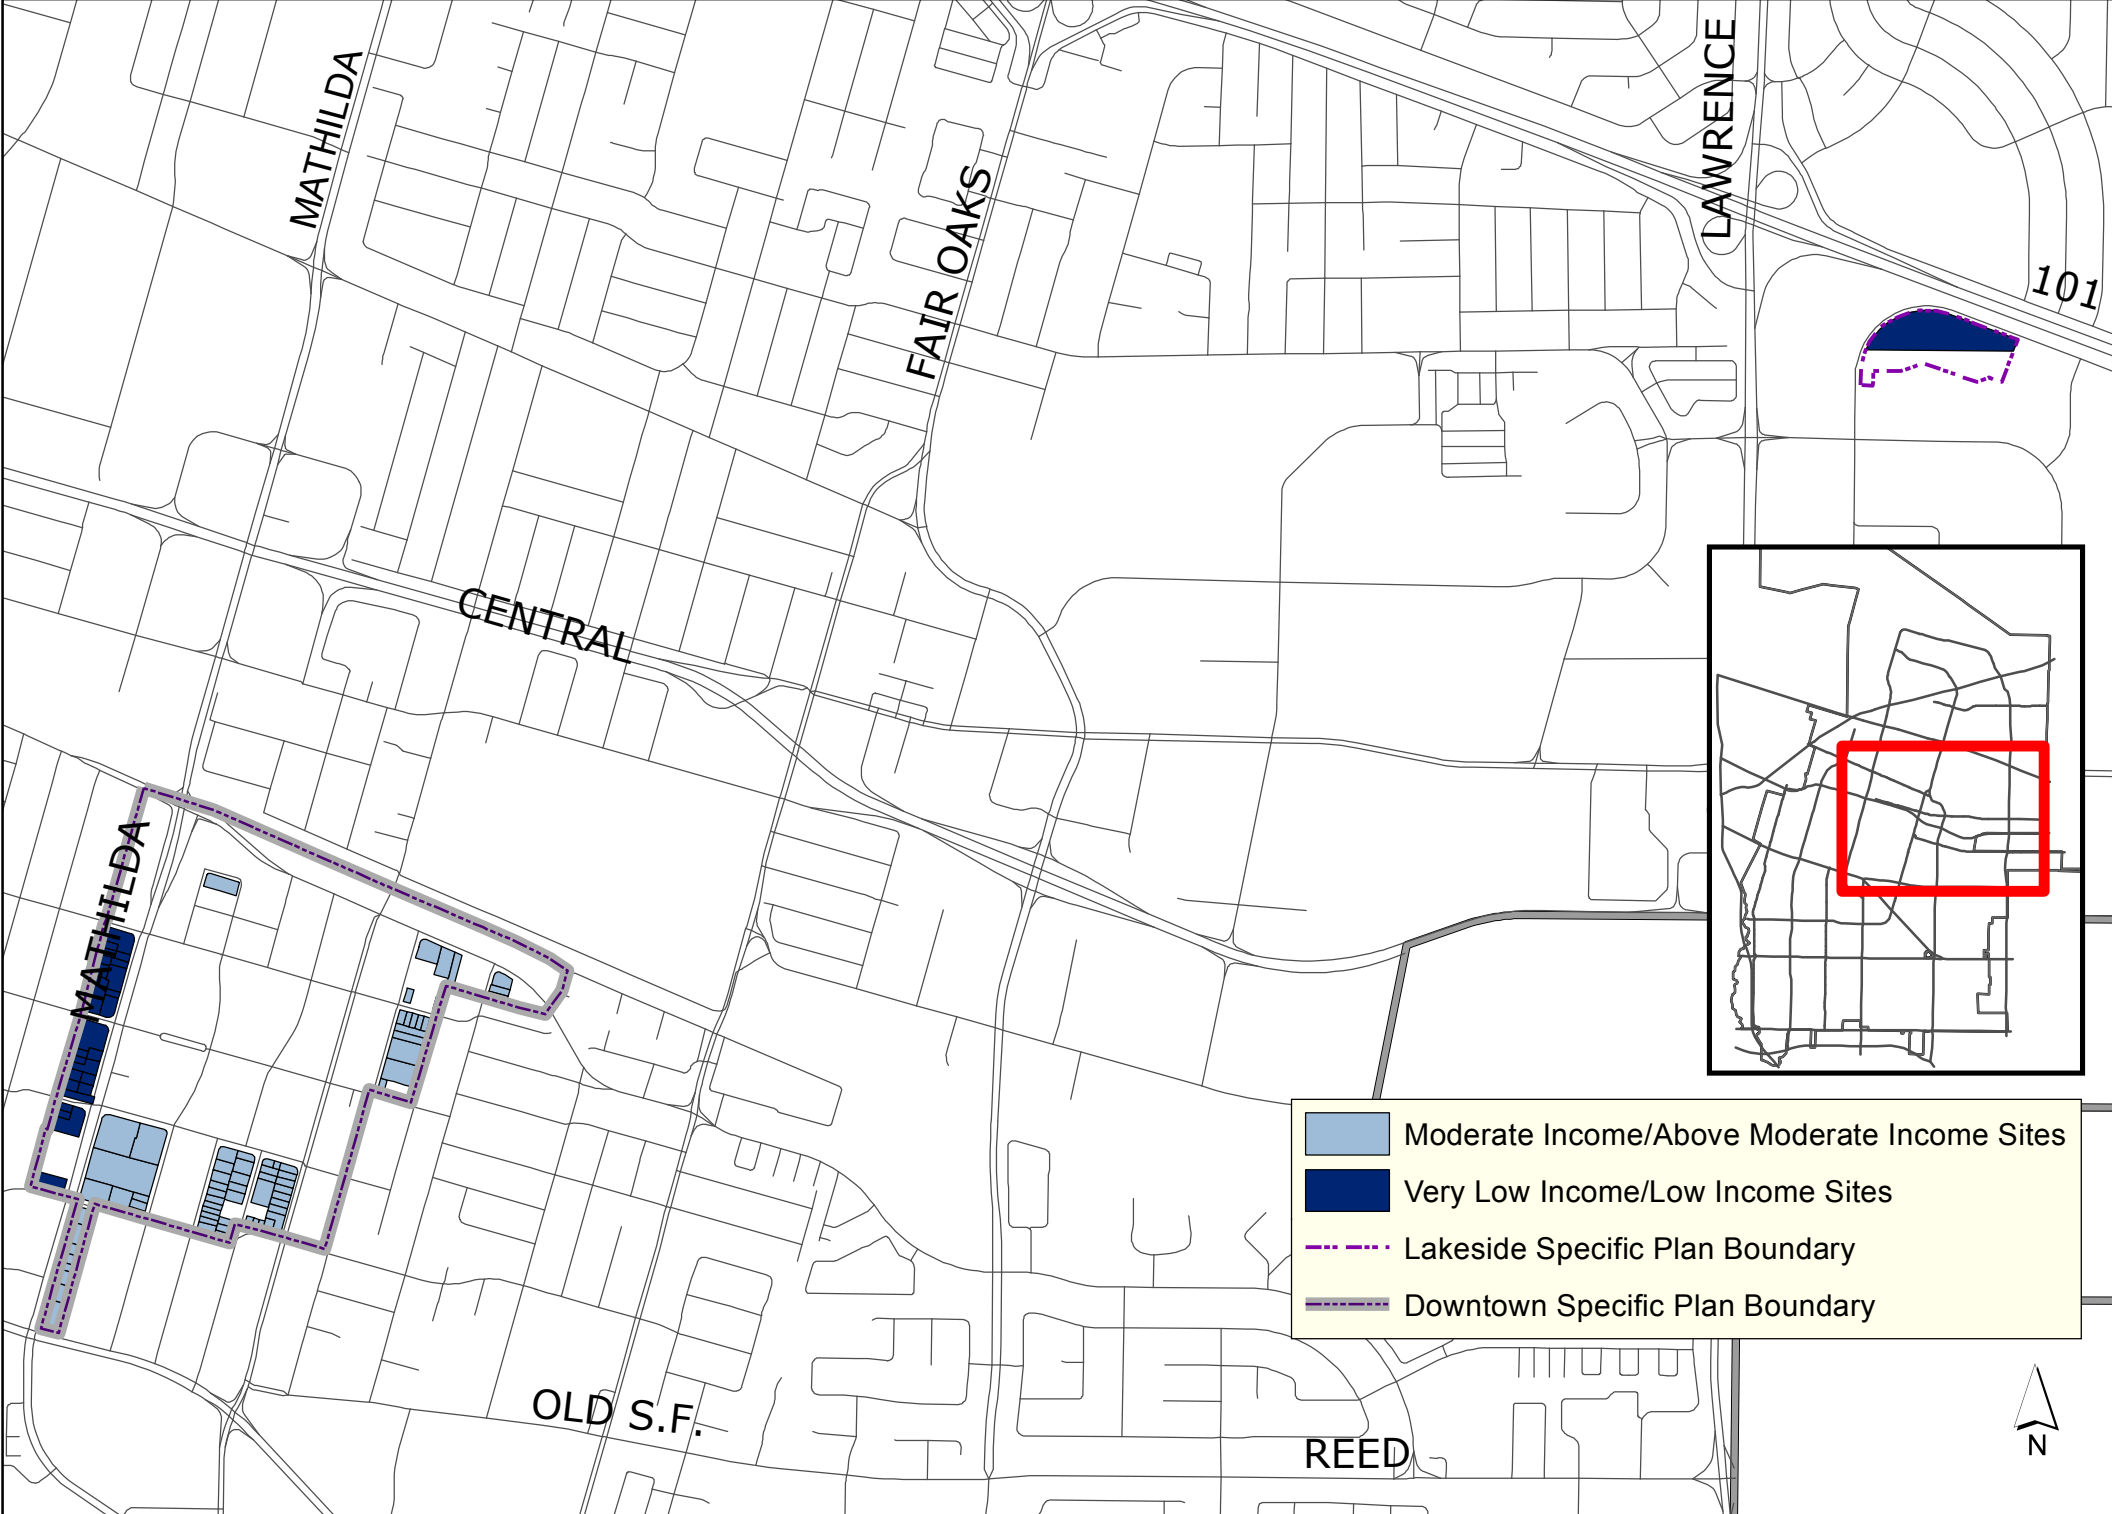 LAWRENCE
MATHILDA
FAIR OAKS
101
CENTRAL
MATHILDA
Moderate Income/Above Moderate Income Sites
Very Low Income/Low Income Sites
Lakeside Specific Plan Boundary
Downtown Specific Plan Boundary
OLD S.F.
REED
N